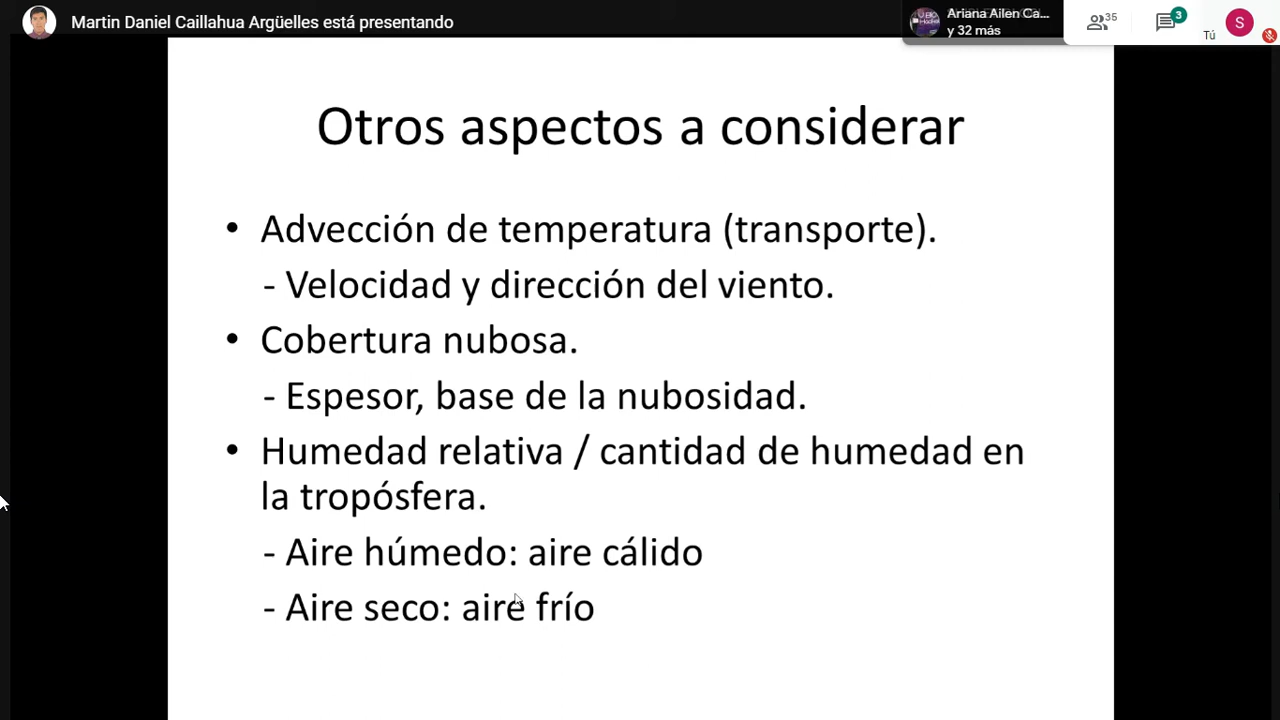 Martin Daniel Caillahua Argüelles está presentando
Ariana Ailen Ca...
y 32 más
35
3
Tú
S
Otros aspectos a considerar
• Advección de temperatura (transporte).
- Velocidad y dirección del viento.
• Cobertura nubosa.
- Espesor, base de la nubosidad.
• Humedad relativa / cantidad de humedad en
la tropósfera.
- Aire húmedo: aire cálido
- Aire seco: aire frío